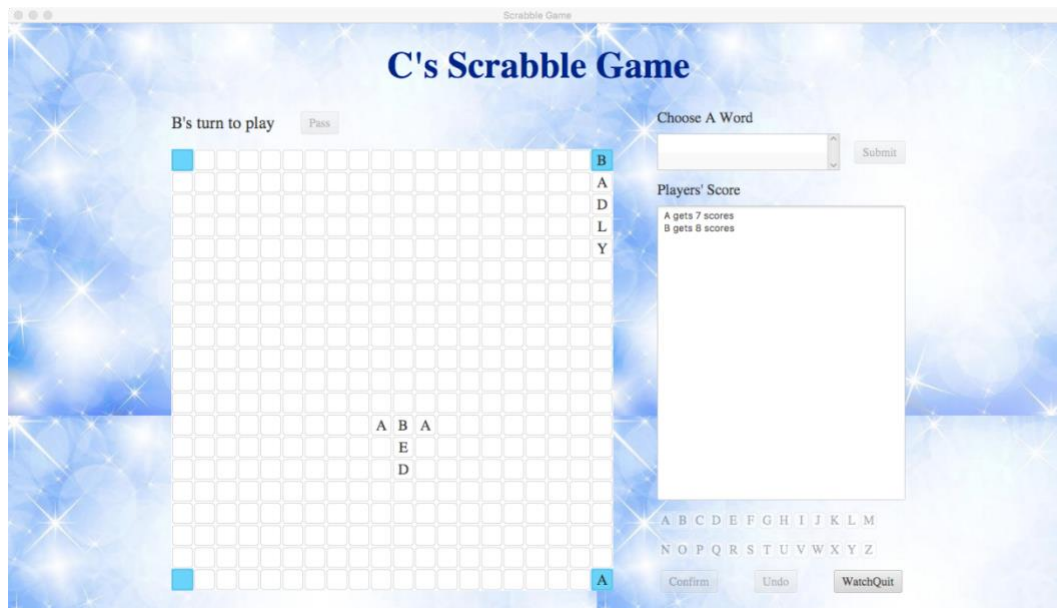 Scrabble Game
C's Scrabble Game
B's turn to play
Pass
Choose A Word
Submit
B
A
D
L
Y
Players' Score
A gets 7 scores
B gets 8 scores
A B A
E
D
A
A B C D E F G H I J K L M
N O P Q R S T U V W X Y Z
Confirm
Undo
WatchQuit